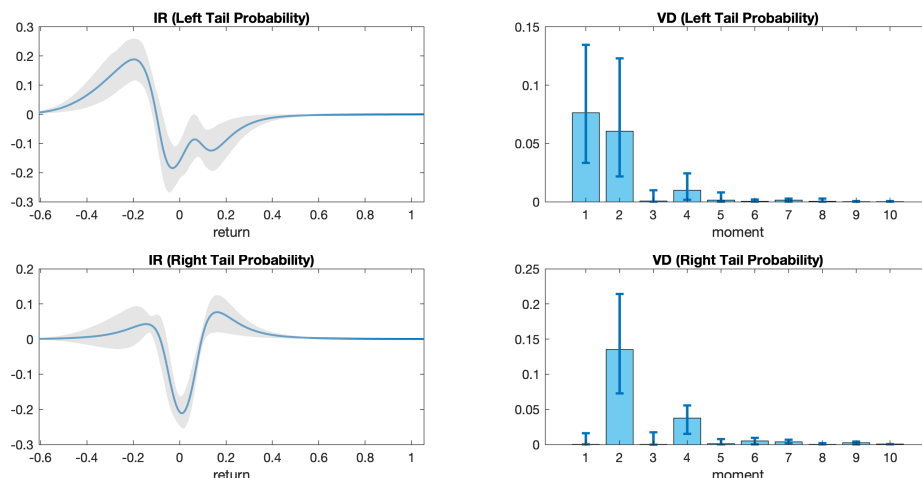 IR (Left Tail Probability)
0.3
0.2
0.1
0
-0.1
-0.2
-0.3
-0.6 -0.4 -0.2 0 0.2 0.4 0.6 0.8 1
return
VD (Left Tail Probability)
0.15
0.1
0.05
0
1 2 3 4 5 6 7 8 9 10
moment
IR (Right Tail Probability)
0.2
0.1
0
-0.1
-0.2
-0.3
-0.6 -0.4 -0.2 0 0.2 0.4 0.6 0.8 1
return
VD (Right Tail Probability)
0.25
0.2
0.15
0.1
0.05
0
1 2 3 4 5 6 7 8 9 10
moment